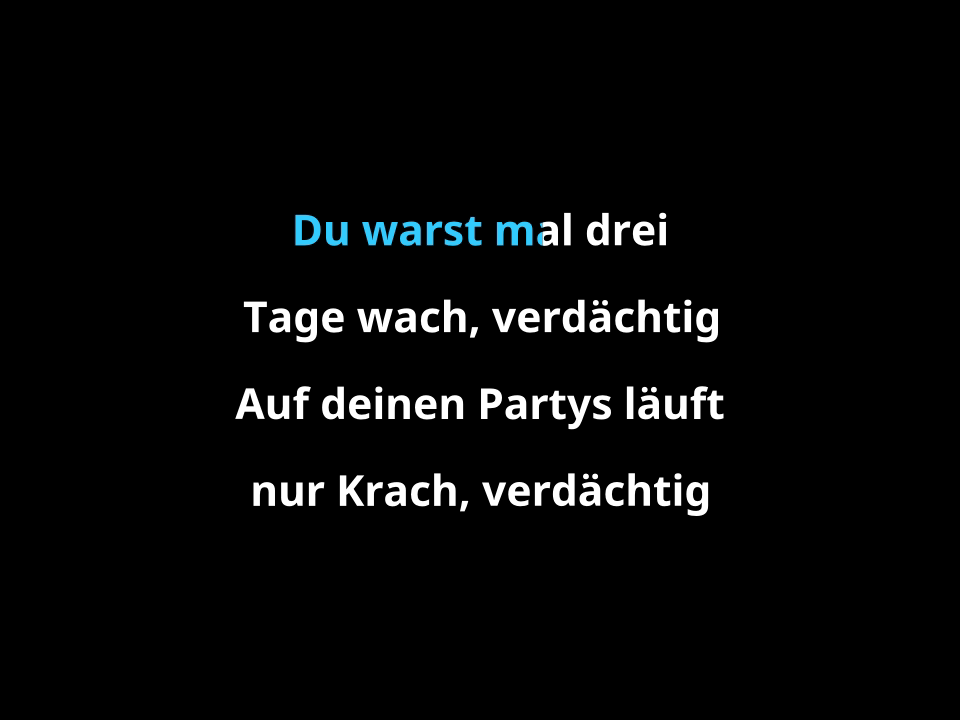 Du warst mal drei
Tage wach, verdächtig
Auf deinen Partys läuft
nur Krach, verdächtig